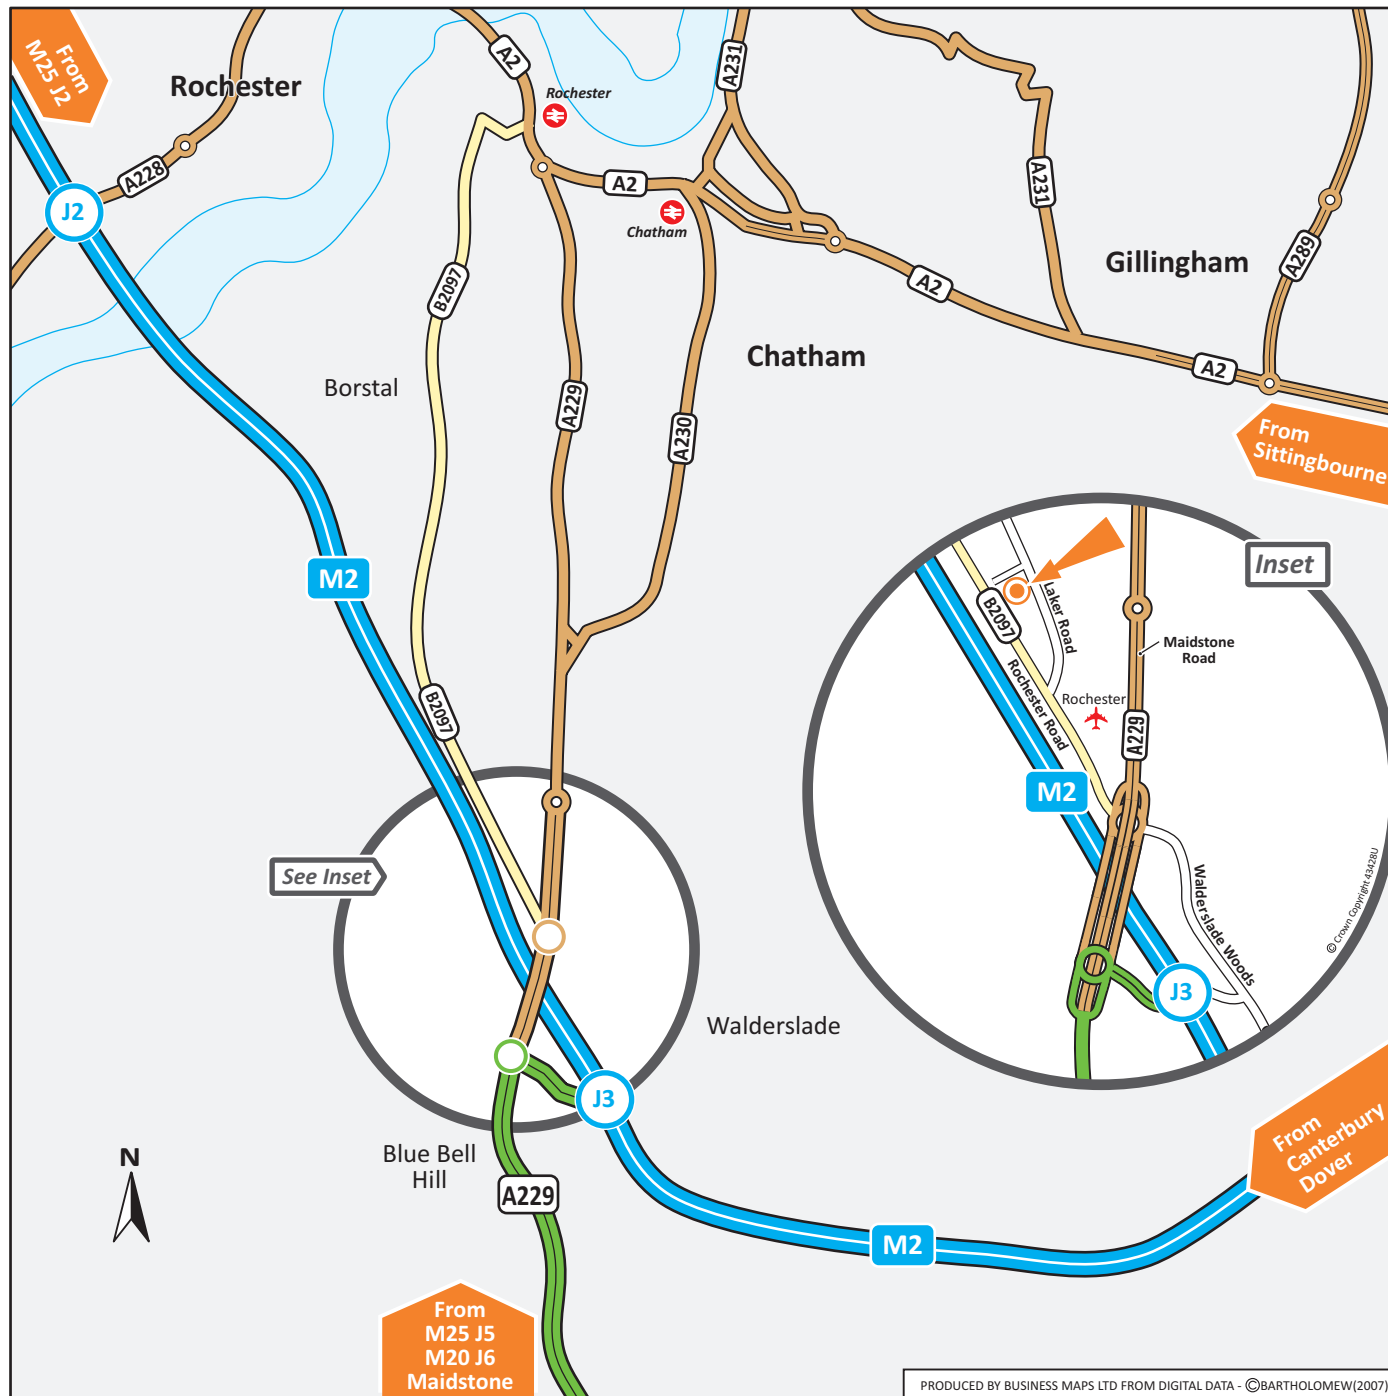 From
M25 J2
Rochester
A2
Rochester
A231
A228
J2
A2
Chatham
A231
Gillingham
A289
B2097
A2
Chatham
A2
Borstal
A229
A230
From
Sittingbourne
M2
Inset
B2097
Laker Road
Maidstone
Road
Rochester Road
Rochester
A229
M2
B2097
See Inset
Walderslade Woods
© Crown Copyright 43428U
J3
Walderslade
J3
Blue Bell
Hill
A229
From
Canterbury
Dover
N
M2
From
M25 J5
M20 J6
Maidstone
PRODUCED BY BUSINESS MAPS LTD FROM DIGITAL DATA - ©BARTHOLOMEW(2007)